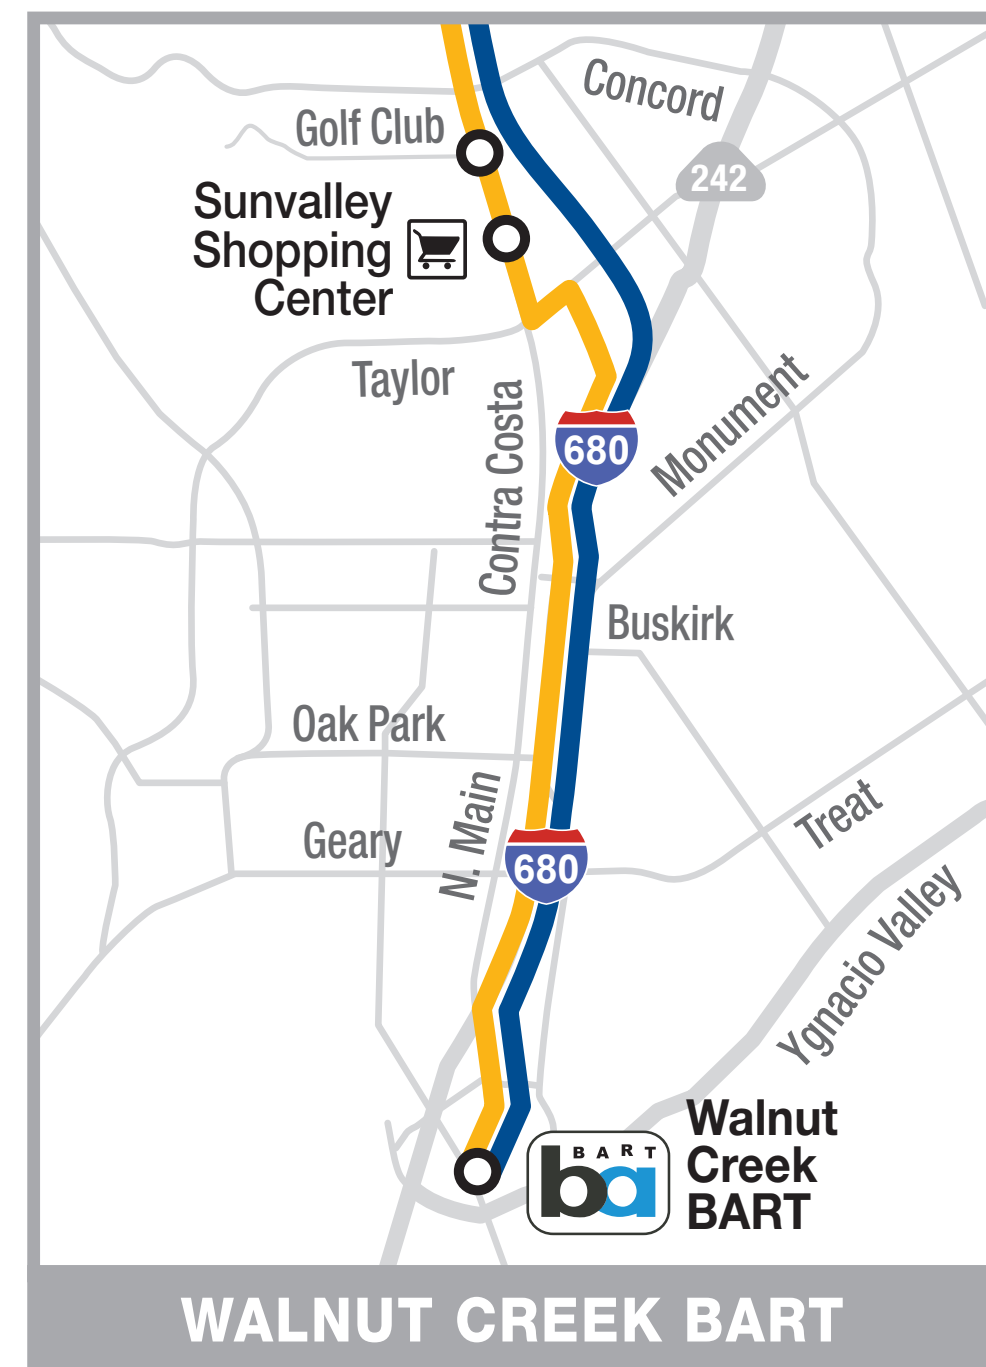 Concord
Golf Club
242
Sunvalley
Shopping
Center
Taylor
Contra Costa
Monument
680
Buskirk
Oak Park
N. Main
Treat
Geary
680
Ygnacio Valley
BART
ba
Walnut
Creek
BART
WALNUT CREEK BART